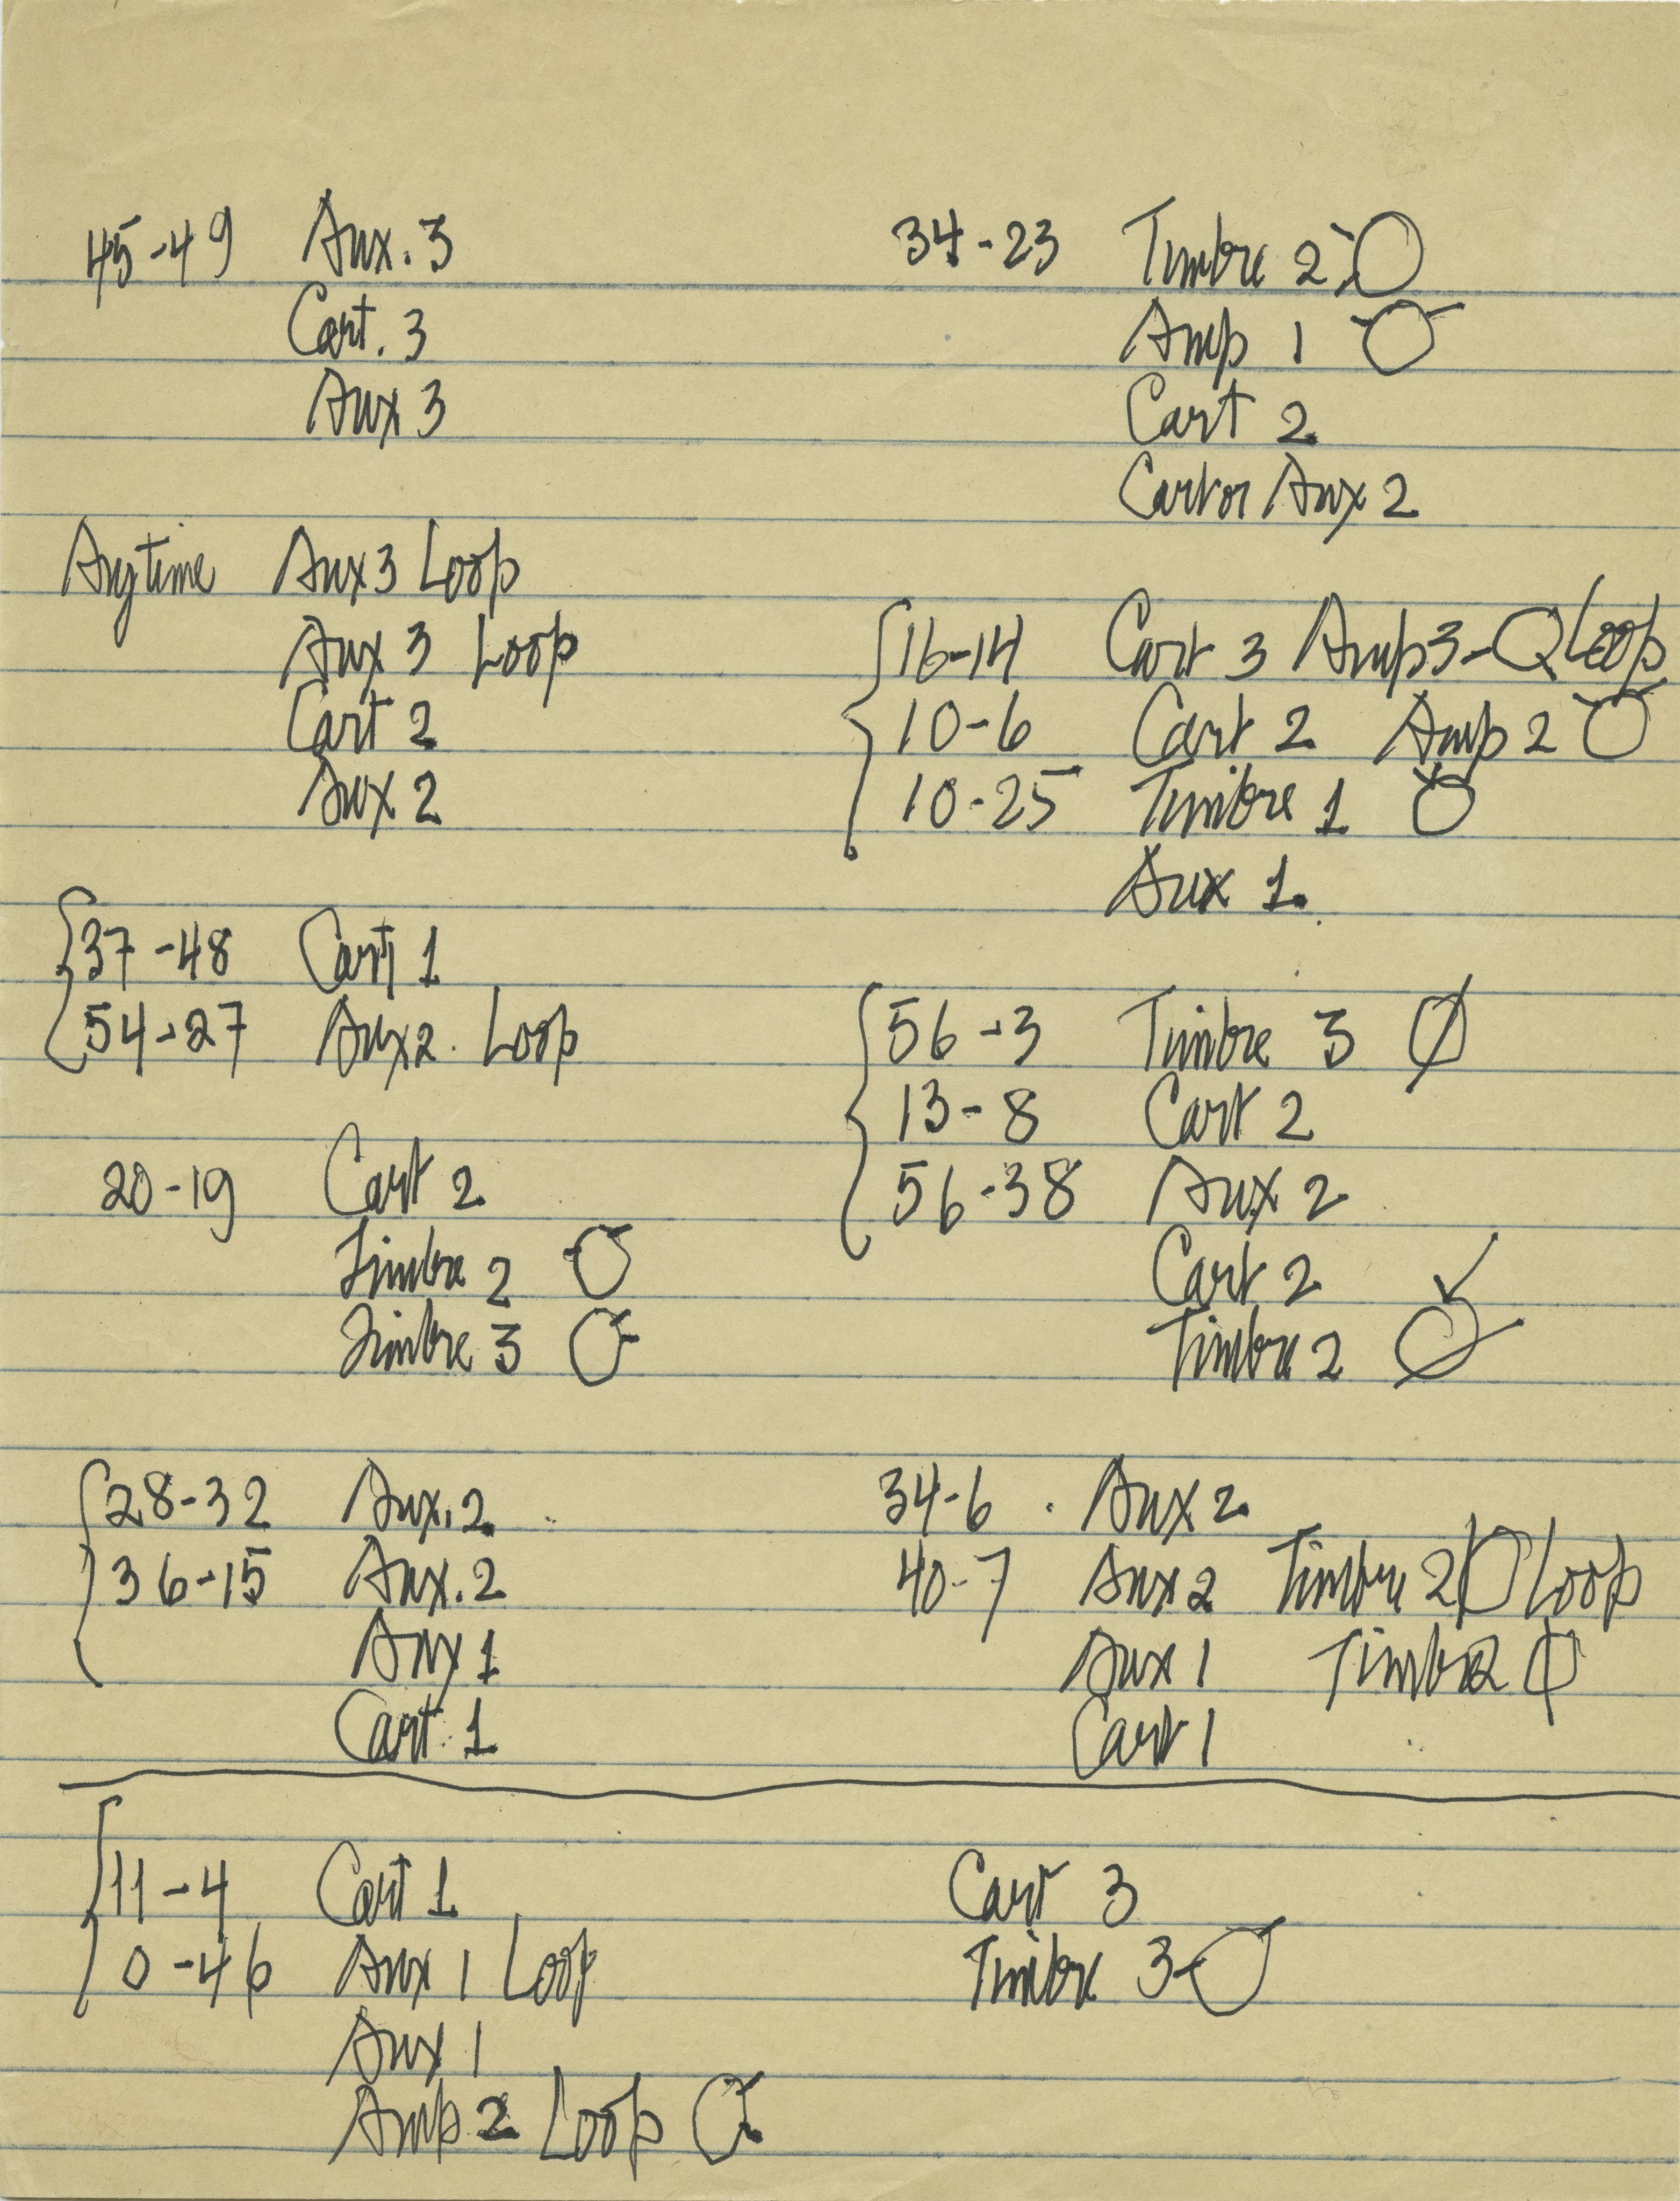 45-49 Aux. 3
Cart. 3
Aux 3
Anytime Aux 3 Loop
Aux 3 Loop
Cart 2
Aux 2
37-48 Cart 1
54-27 Aux 2. Loop
20-19 Cart 2
Timbre 2
Timbre 3
28-32 Aux. 2
36-15 Aux. 2
Aux 1
Cart. 1
11-4 Cart 1
0-46 Aux 1 Loop
Aux 1
Amp 2 Loop
34-23 Timbre 2
Amp 1
Cart 2
Cart or Aux 2
16-14 Cart 3 Amp 3 - Loop
10-6 Cart 2 Amp 2
10-25 Timbre 1
Aux 1.
56-3 Timbre 3
13-8 Cart 2
56-38 Aux 2
Cart 2
Timbre 2
34-6 . Aux 2
40-7 Aux 2 Timbre 2 Loop
Aux 1 Timbre 2
Cart 1
Cart 3
Timbre 3